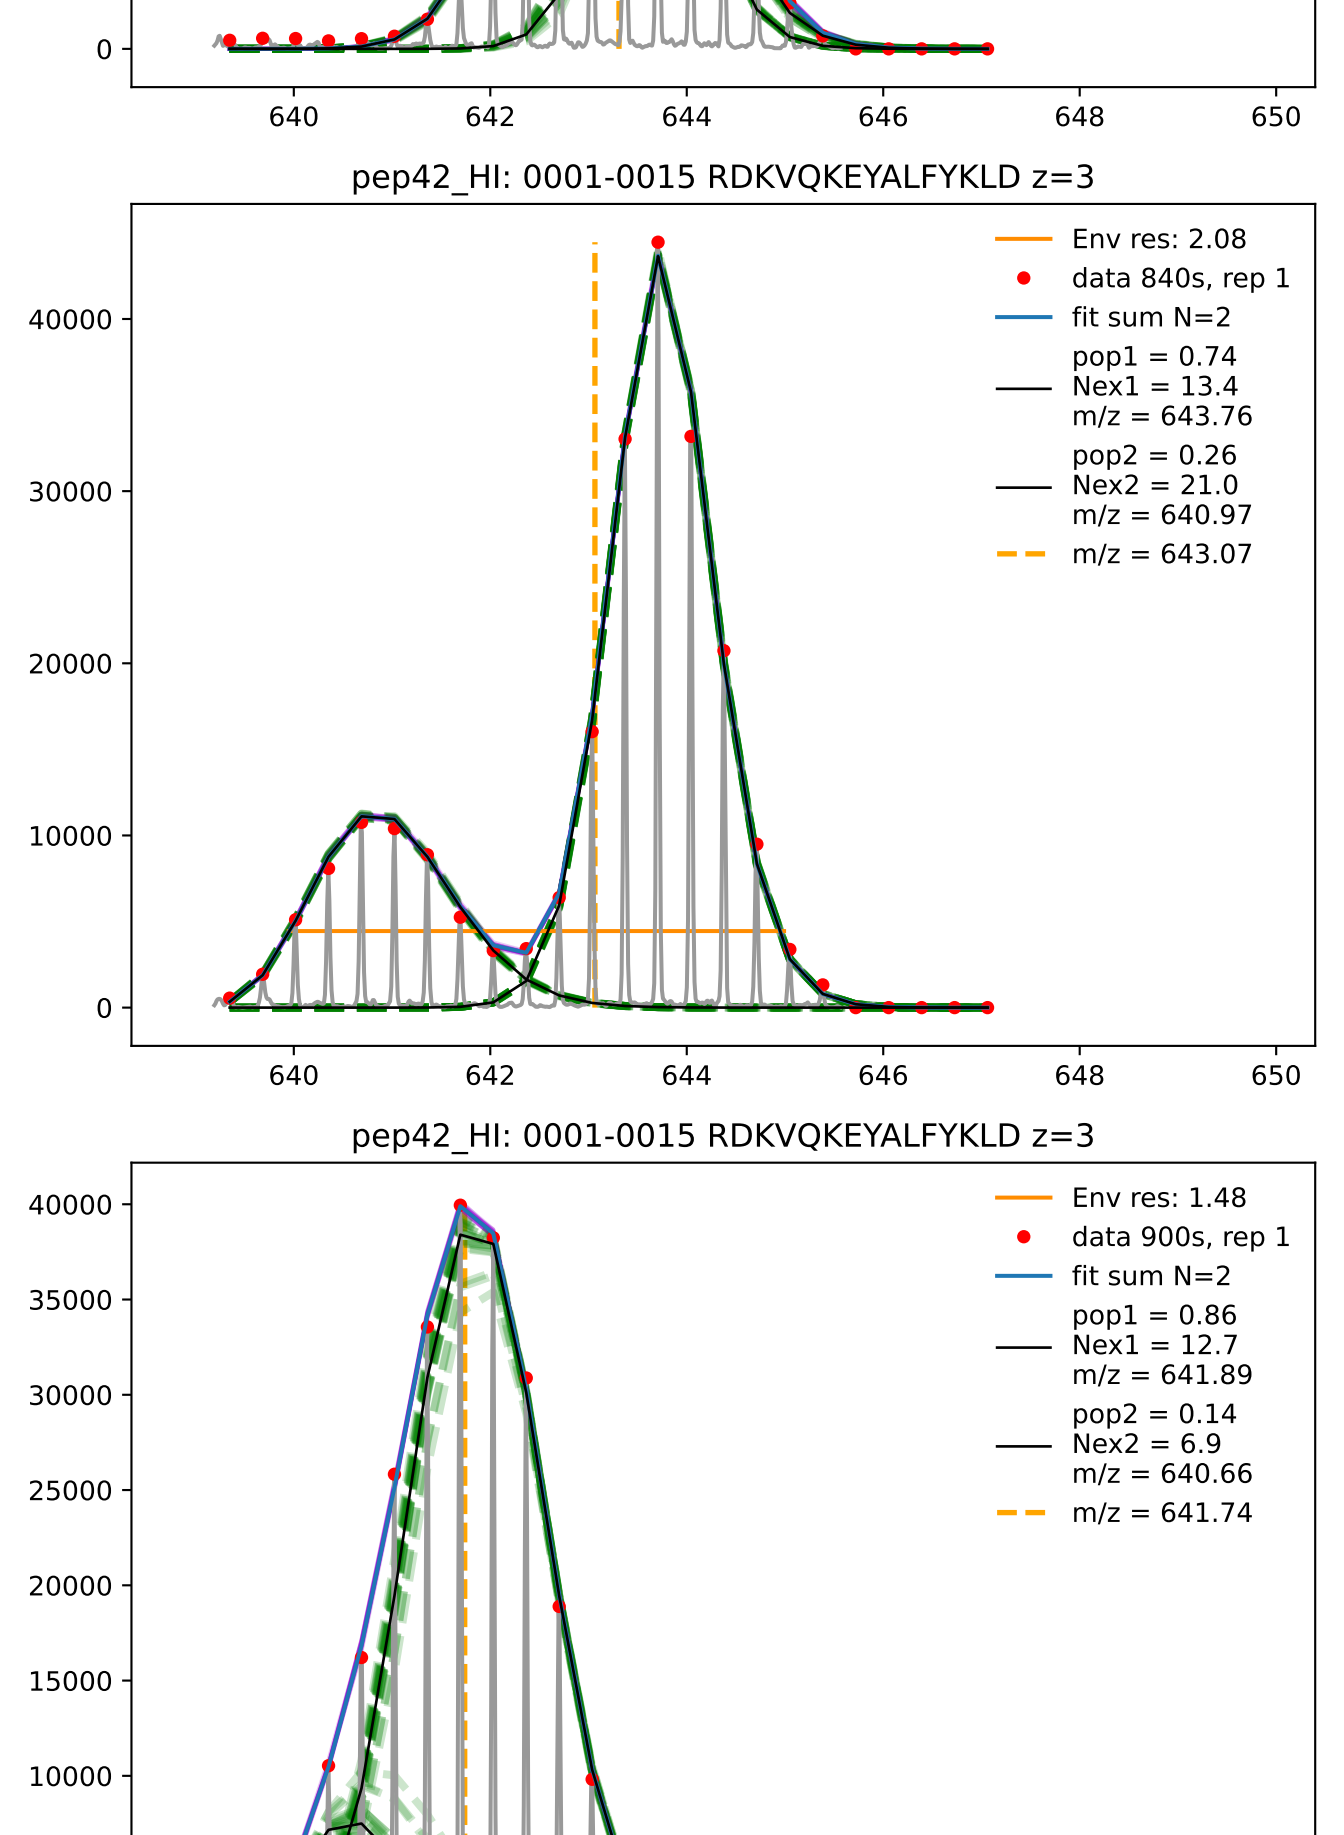 0
640 642 644 646 648 650
pep42_HI: 0001-0015 RDKVQKEYALFYKLD z=3
Env res: 2.08
data 840s, rep 1
fit sum N=2
pop1 = 0.74
Nex1 = 13.4
m/z = 643.76
pop2 = 0.26
Nex2 = 21.0
m/z = 640.97
m/z = 643.07
40000
30000
20000
10000
0
640 642 644 646 648 650
pep42_HI: 0001-0015 RDKVQKEYALFYKLD z=3
Env res: 1.48
data 900s, rep 1
fit sum N=2
pop1 = 0.86
Nex1 = 12.7
m/z = 641.89
pop2 = 0.14
Nex2 = 6.9
m/z = 640.66
m/z = 641.74
40000
35000
30000
25000
20000
15000
10000